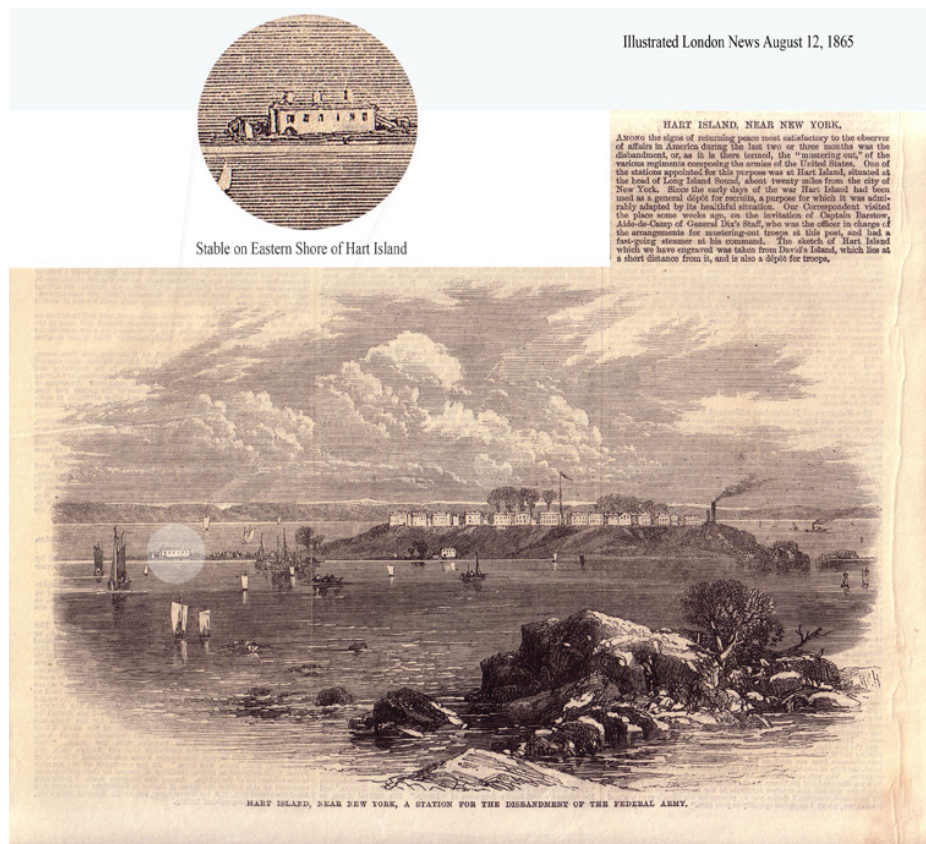 Illustrated London News August 12, 1865
Stable on Eastern Shore of Hart Island
HART ISLAND, NEAR NEW YORK.
AMONG the signs of returning peace most satisfactory to the observer
of affairs in America during the last two or three months was the
disbandment, or, as it is there termed, the "mustering out," of the
various regiments composing the armies of the United States. One of
the stations appointed for this purpose was at Hart Island, situated at
the head of Long Island Sound, about twenty miles from the city of
New York. Since the early days of the war Hart Island had been
used as a general dépôt for recruits, a purpose for which it was admi-
rably adapted by its healthful situation. Our Correspondent visited
the place some weeks ago, on the invitation of Captain Barstow,
Aide-de-Camp of General Dix's Staff, who was the officer in charge of
the arrangements for mustering-out troops at this post, and had a
fast-going steamer at his command. The sketch of Hart Island
which we have engraved was taken from David's Island, which lies at
a short distance from it, and is also a dépôt for troops.
HART ISLAND, NEAR NEW YORK, A STATION FOR THE DISBANDMENT OF THE FEDERAL ARMY.